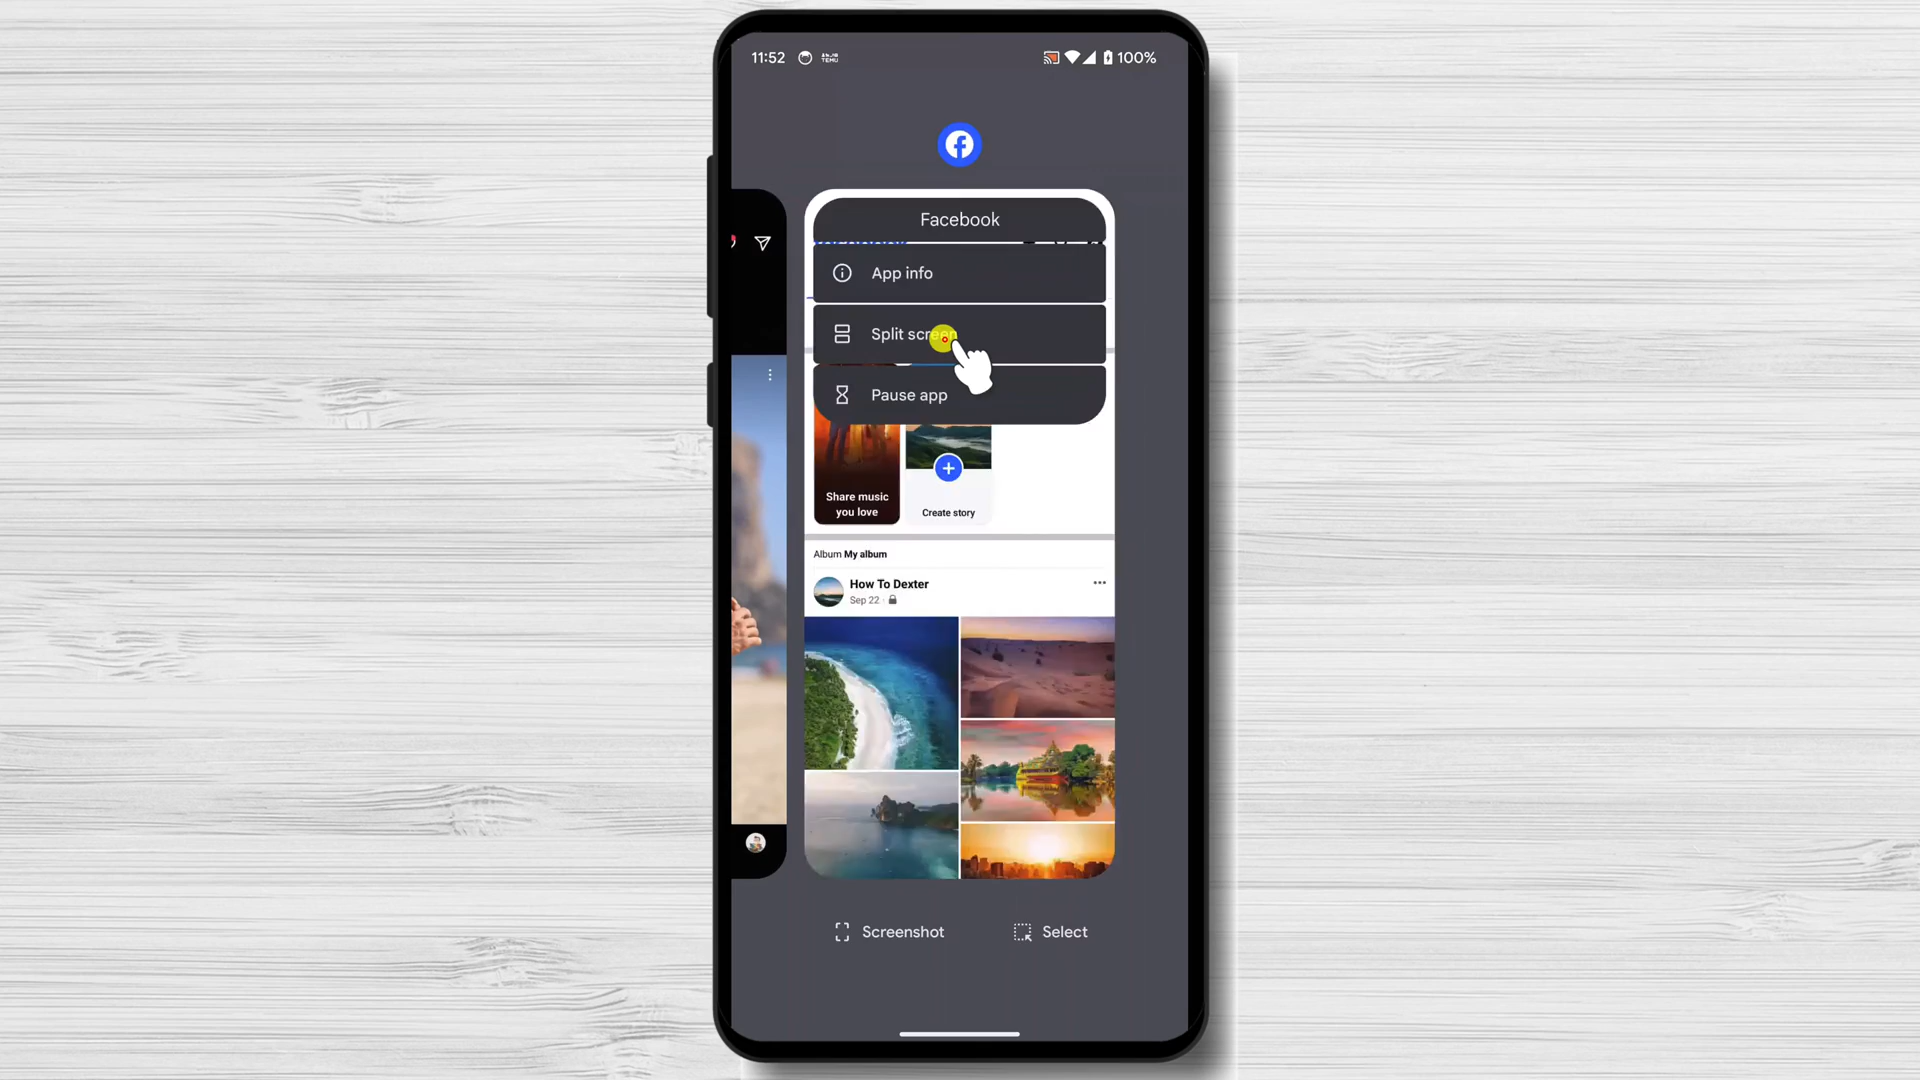 11:52
TEMU
100%
Facebook
App info
Split screen
Pause app
Share music
you love
Create story
Album My album
How To Dexter
Sep 22 ·
Screenshot
Select